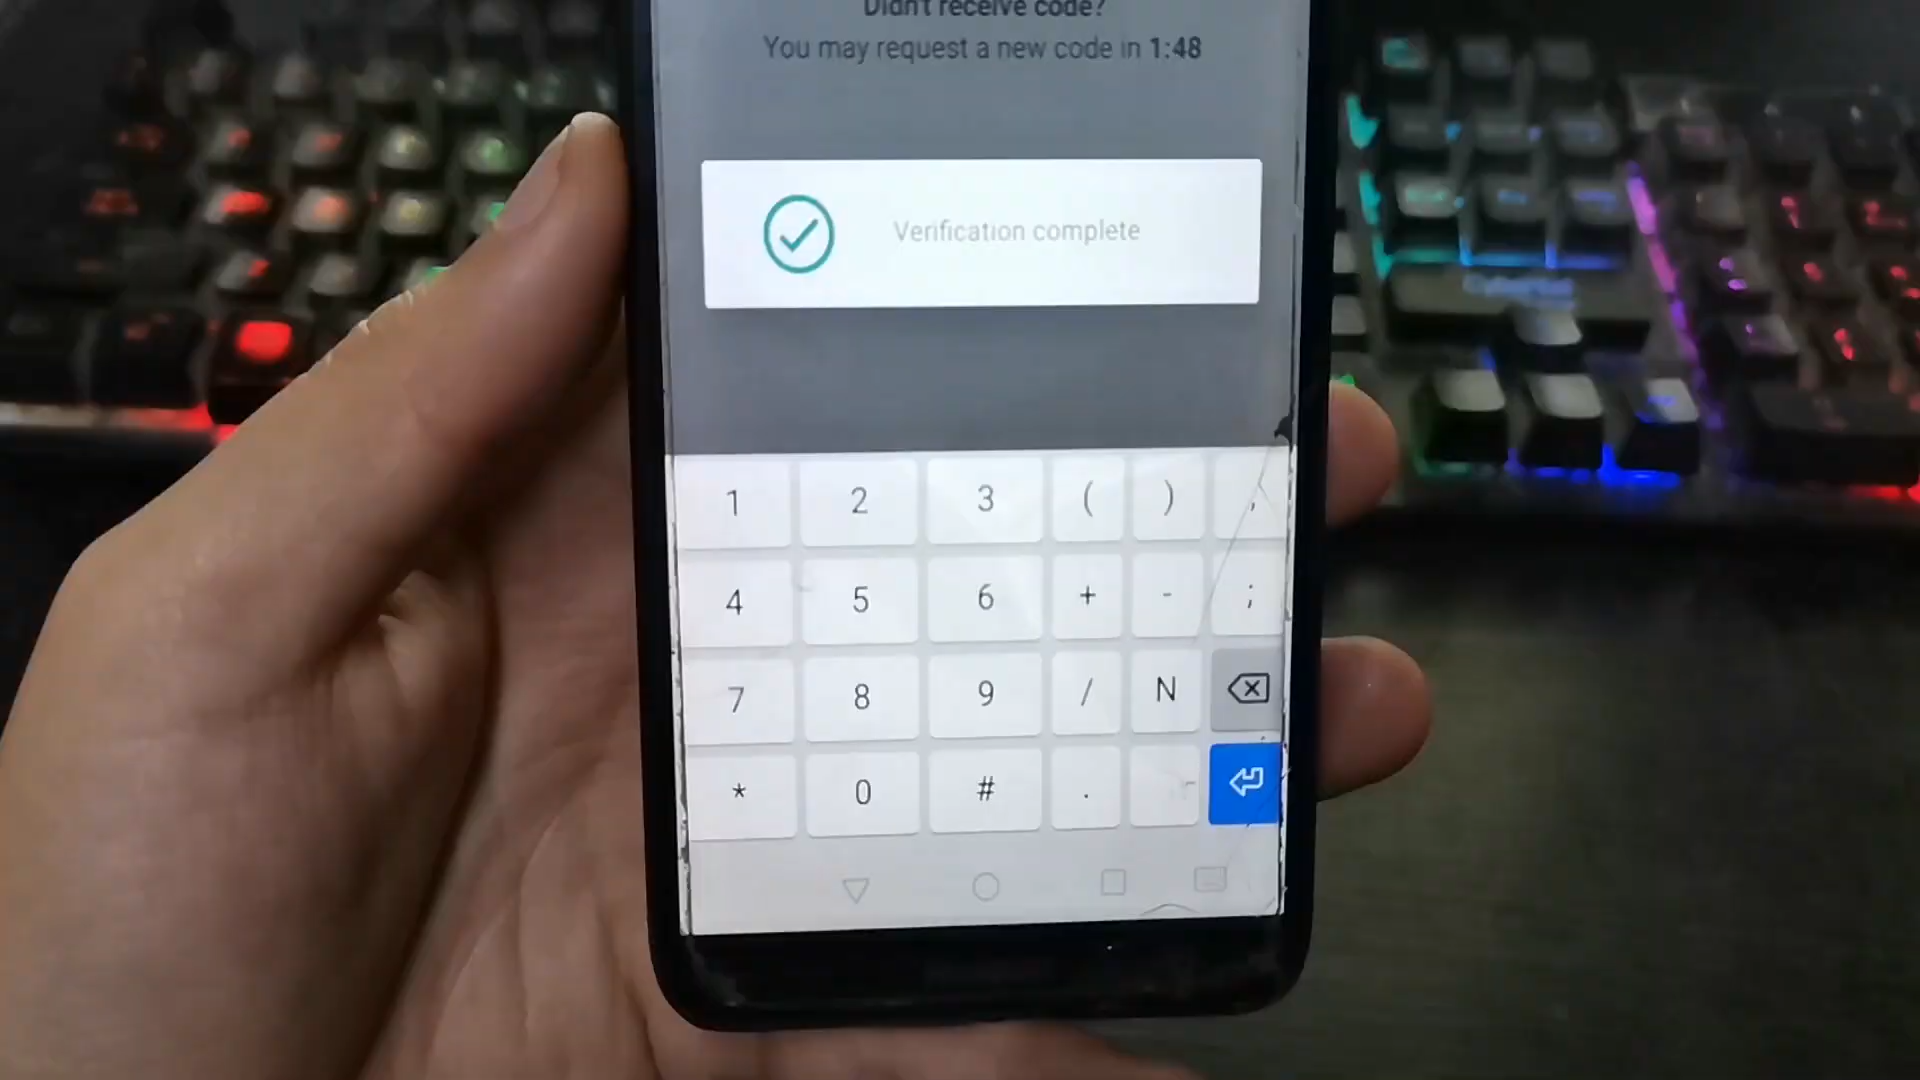 Didn't receive code?
You may request a new code in 1:48
Verification complete
1 2 3 ( ) ,
4 5 6 + - ;
7 8 9 / N
* 0 # .